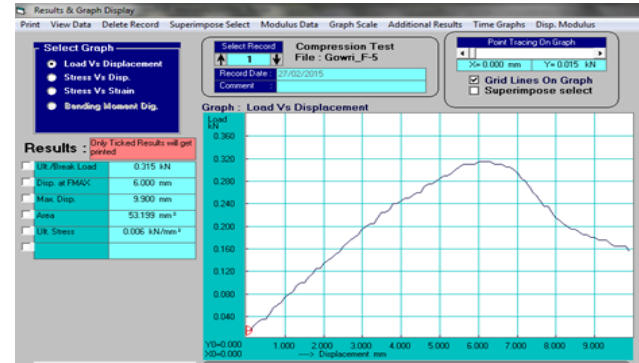 Results & Graph Display
Print View Data Delete Record Superimpose Select Modulus Data Graph Scale Additional Results Time Graphs Disp. Modulus
Select Graph
Load Vs Displacement
Stress Vs Disp.
Stress Vs Strain
Bending Moment Dig.
Select Record
1
Compression Test
File : Gowri_F-5
Record Date : 27/02/2015
Comment :
Point Tracing On Graph
X= 0.000 mm Y= 0.015 kN
Grid Lines On Graph
Superimpose select
Results :
Only Ticked Results will get
printed
Ult./Break Load 0.315 kN
Disp. at FMAX 6.000 mm
Max. Disp. 9.900 mm
Area 53.199 mm²
Ult. Stress 0.006 kN/mm²
Graph : Load Vs Displacement
Load
kN
0.360
0.320
0.280
0.240
0.200
0.160
0.120
0.080
0.040
Y0=0.000
X0=0.000
1.000 2.000 3.000 4.000 5.000 6.000 7.000 8.000 9.000
---> Displacement mm